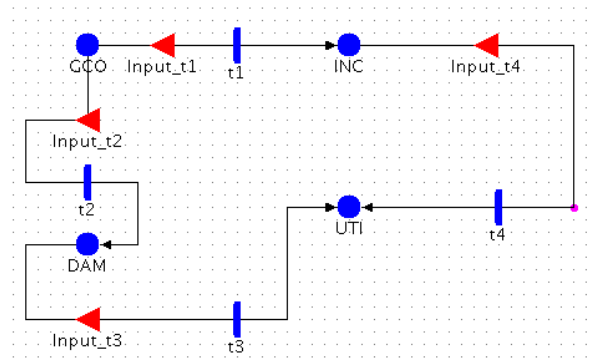 GCO
Input_t1
t1
INC
Input_t4
Input_t2
t2
UTI
t4
DAM
Input_t3
t3